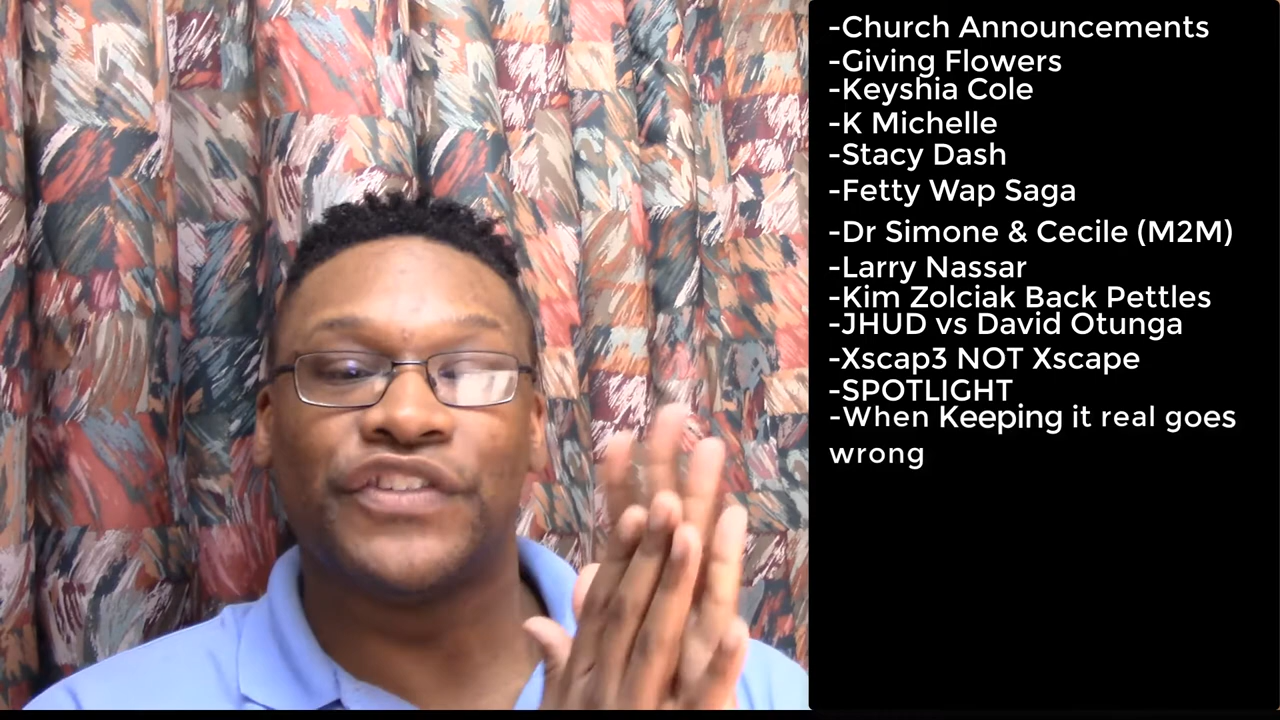 -Church Announcements
-Giving Flowers
-Keyshia Cole
-K Michelle
-Stacy Dash
-Fetty Wap Saga
-Dr Simone & Cecile (M2M)
-Larry Nassar
-Kim Zolciak Back Pettles
-JHUD vs David Otunga
-Xscap3 NOT Xscape
-SPOTLIGHT
-When Keeping it real goes
wrong